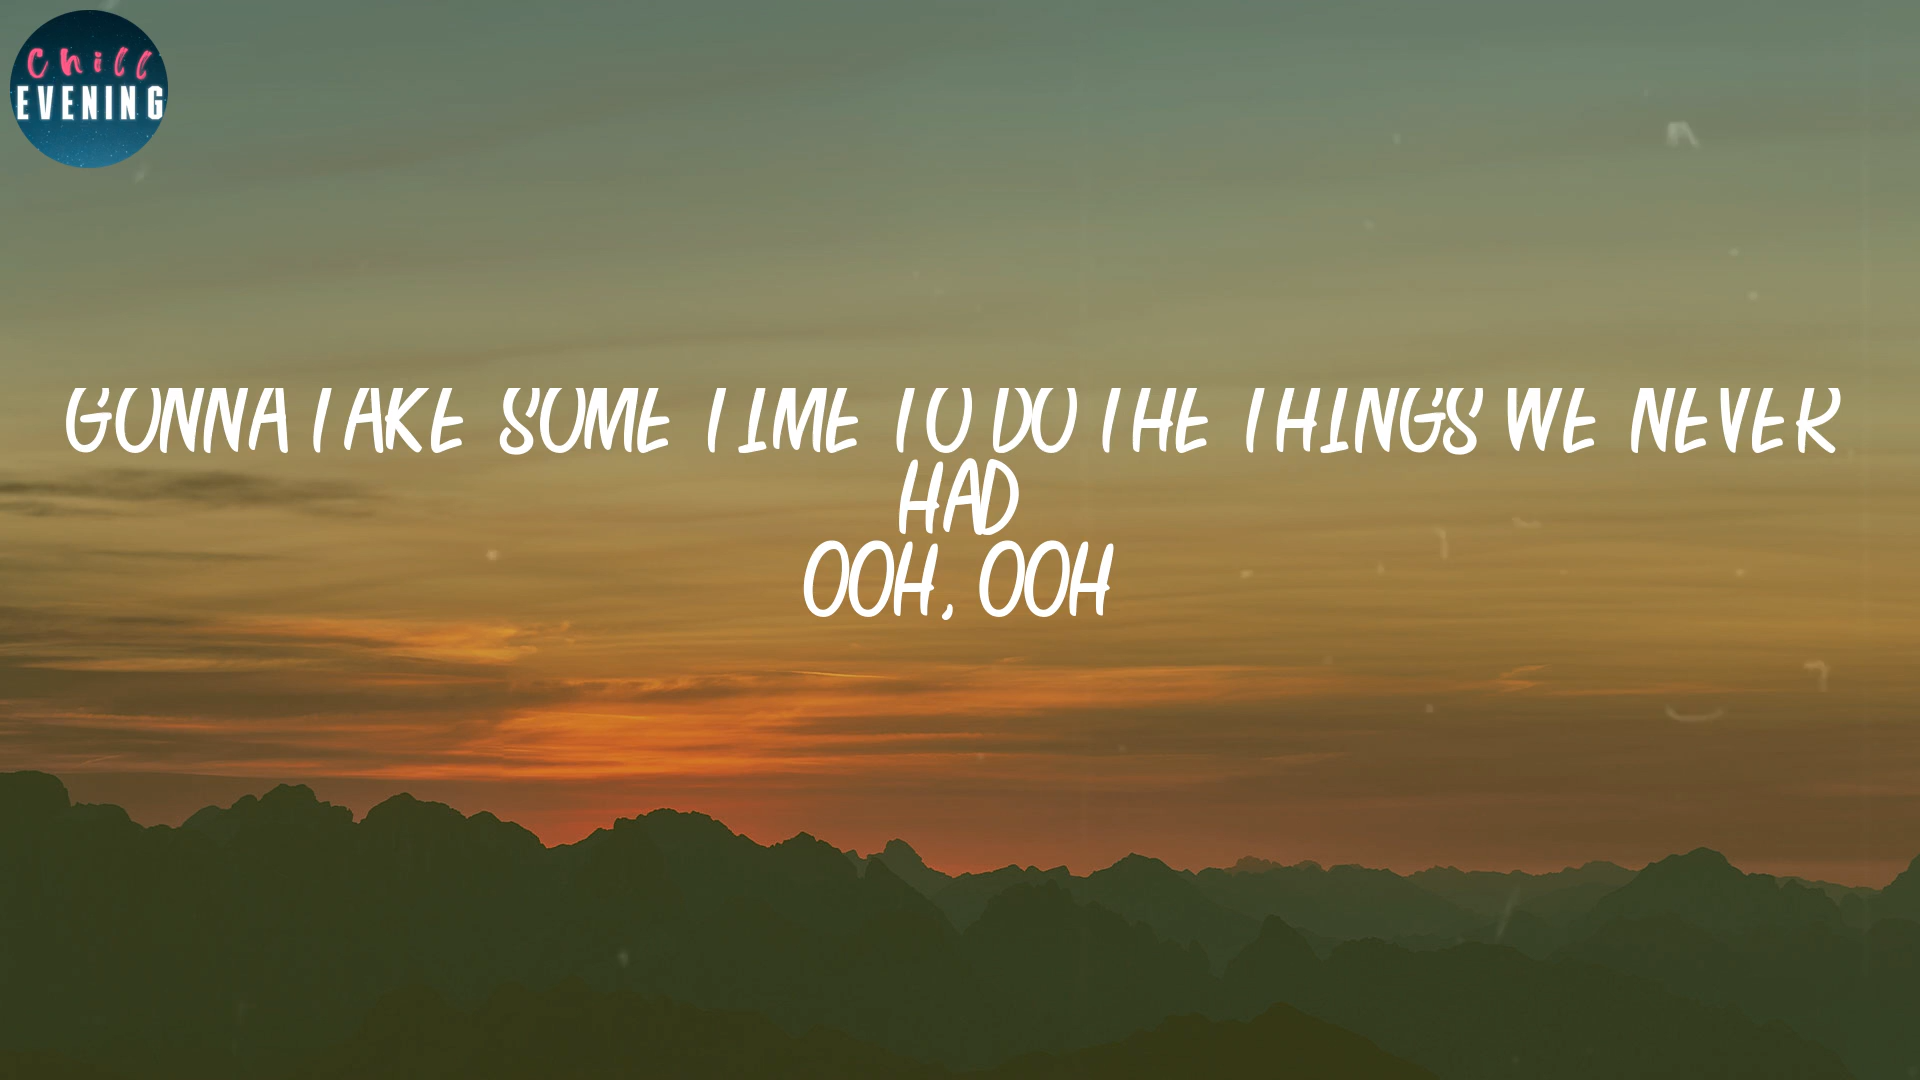 Chill
EVENING
GONNA TAKE SOME TIME TO DO THE THINGS WE NEVER
HAD
OOH, OOH